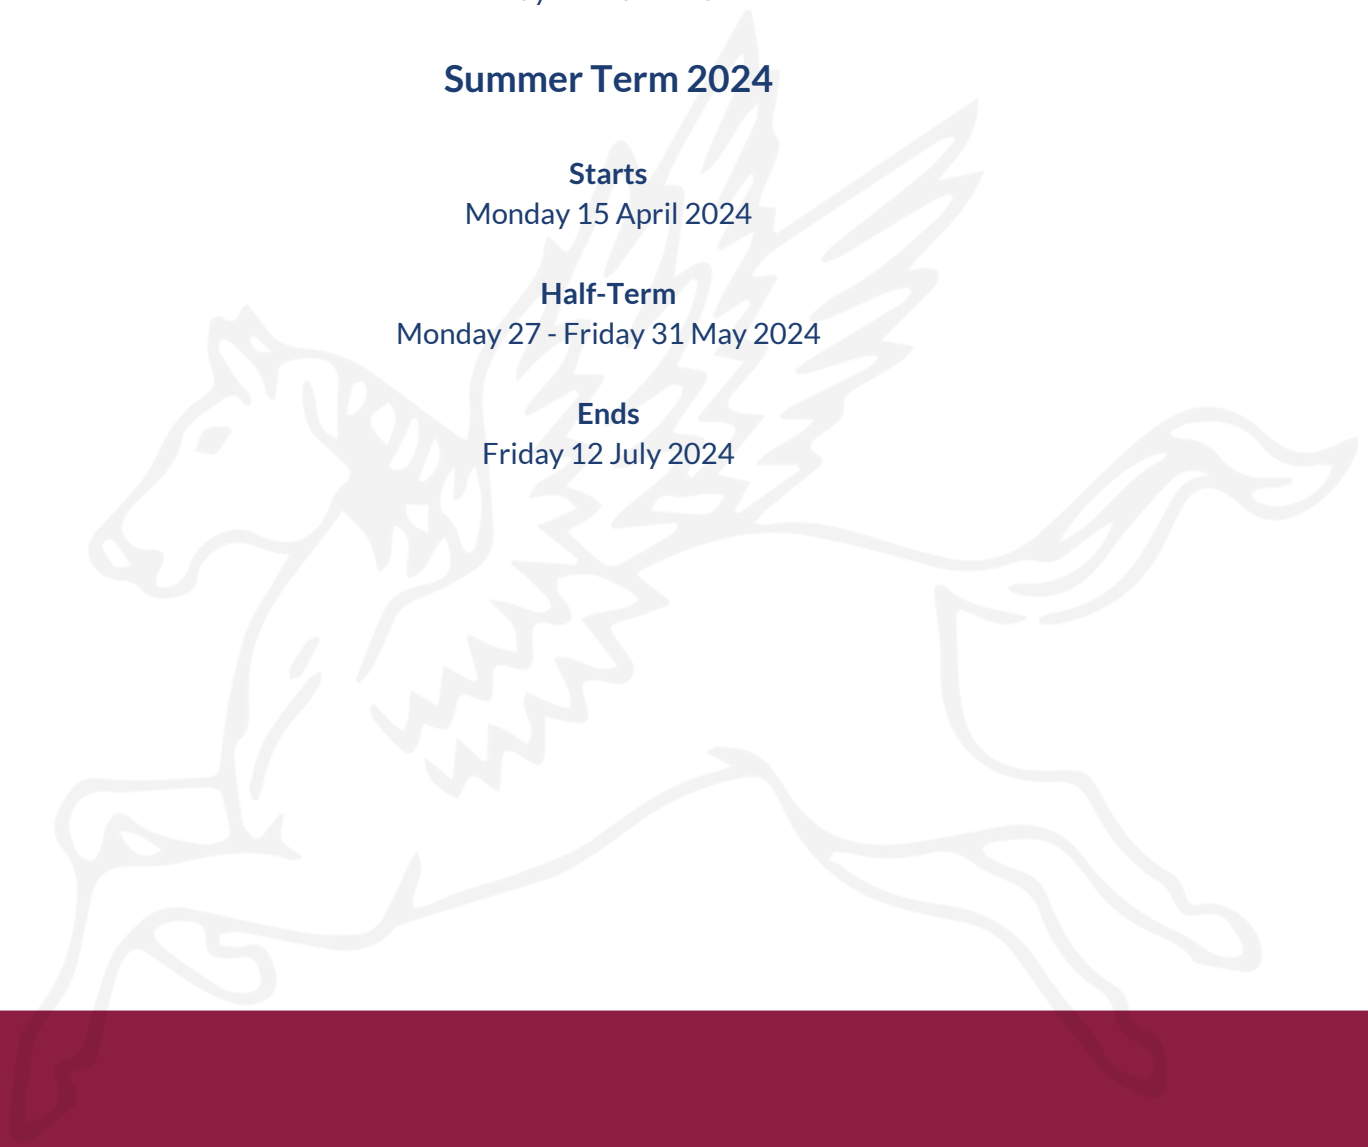 Summer Term 2024
Starts
Monday 15 April 2024
Half-Term
Monday 27 - Friday 31 May 2024
Ends
Friday 12 July 2024